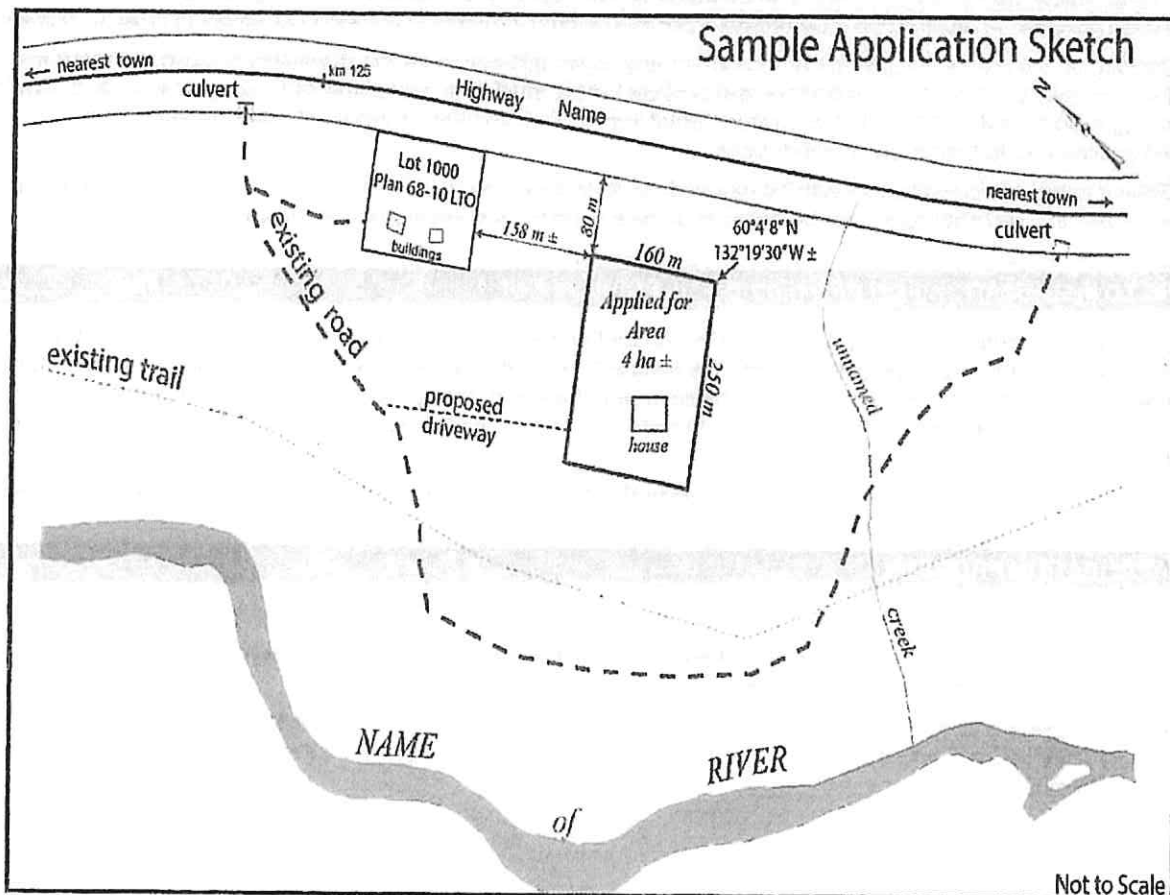 Sample Application Sketch
nearest town
km 125
culvert
Highway Name
N
Lot 1000
Plan 68-10 LTO
buildings
158 m ±
80 m
nearest town
culvert
60°4'8"N
132°19'30"W ±
160 m
Applied for
Area
4 ha ±
250 m
house
existing road
existing trail
proposed
driveway
unnamed
creek
NAME
of
RIVER
Not to Scale